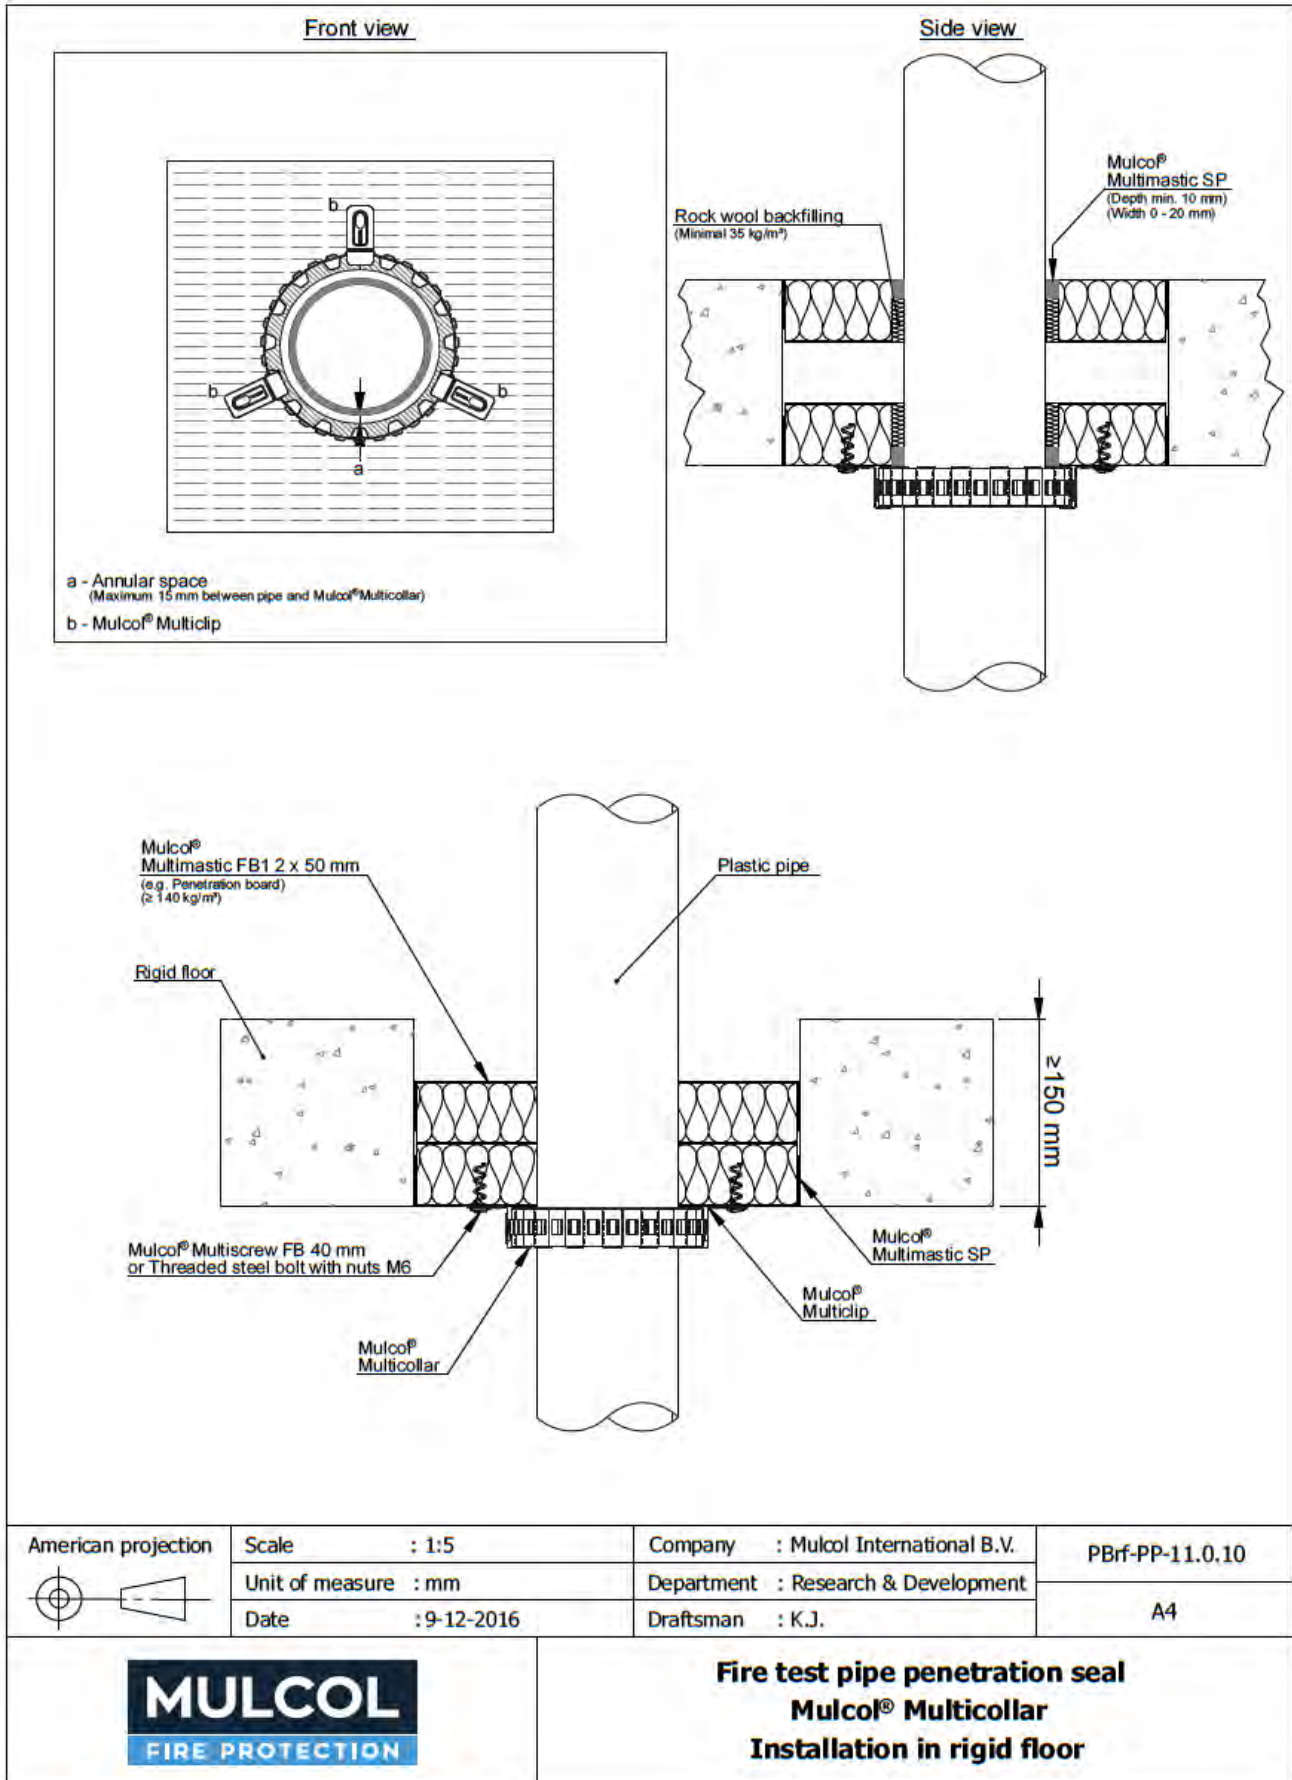 Front view
Side view
b
b
b
a
a - Annular space
(Maximum 15 mm between pipe and Mulcol® Multicollar)
b - Mulcol® Multiclip
Rock wool backfilling
(Minimal 35 kg/m³)
Mulcol®
Multimastic SP
(Depth min. 10 mm)
(Width 0 - 20 mm)
Mulcol®
Multimastic FB1 2 x 50 mm
(e.g. Penetration board)
(≥ 140 kg/m³)
Plastic pipe
Rigid floor
≥150 mm
Mulcol® Multiscrew FB 40 mm
or Threaded steel bolt with nuts M6
Mulcol®
Multimastic SP
Mulcol®
Multiclip
Mulcol®
Multicollar
American projection
Scale : 1:5
Unit of measure : mm
Date : 9-12-2016
Company : Mulcol International B.V.
Department : Research & Development
Draftsman : K.J.
PBrf-PP-11.0.10
A4
MULCOL
FIRE PROTECTION
Fire test pipe penetration seal
Mulcol® Multicollar
Installation in rigid floor